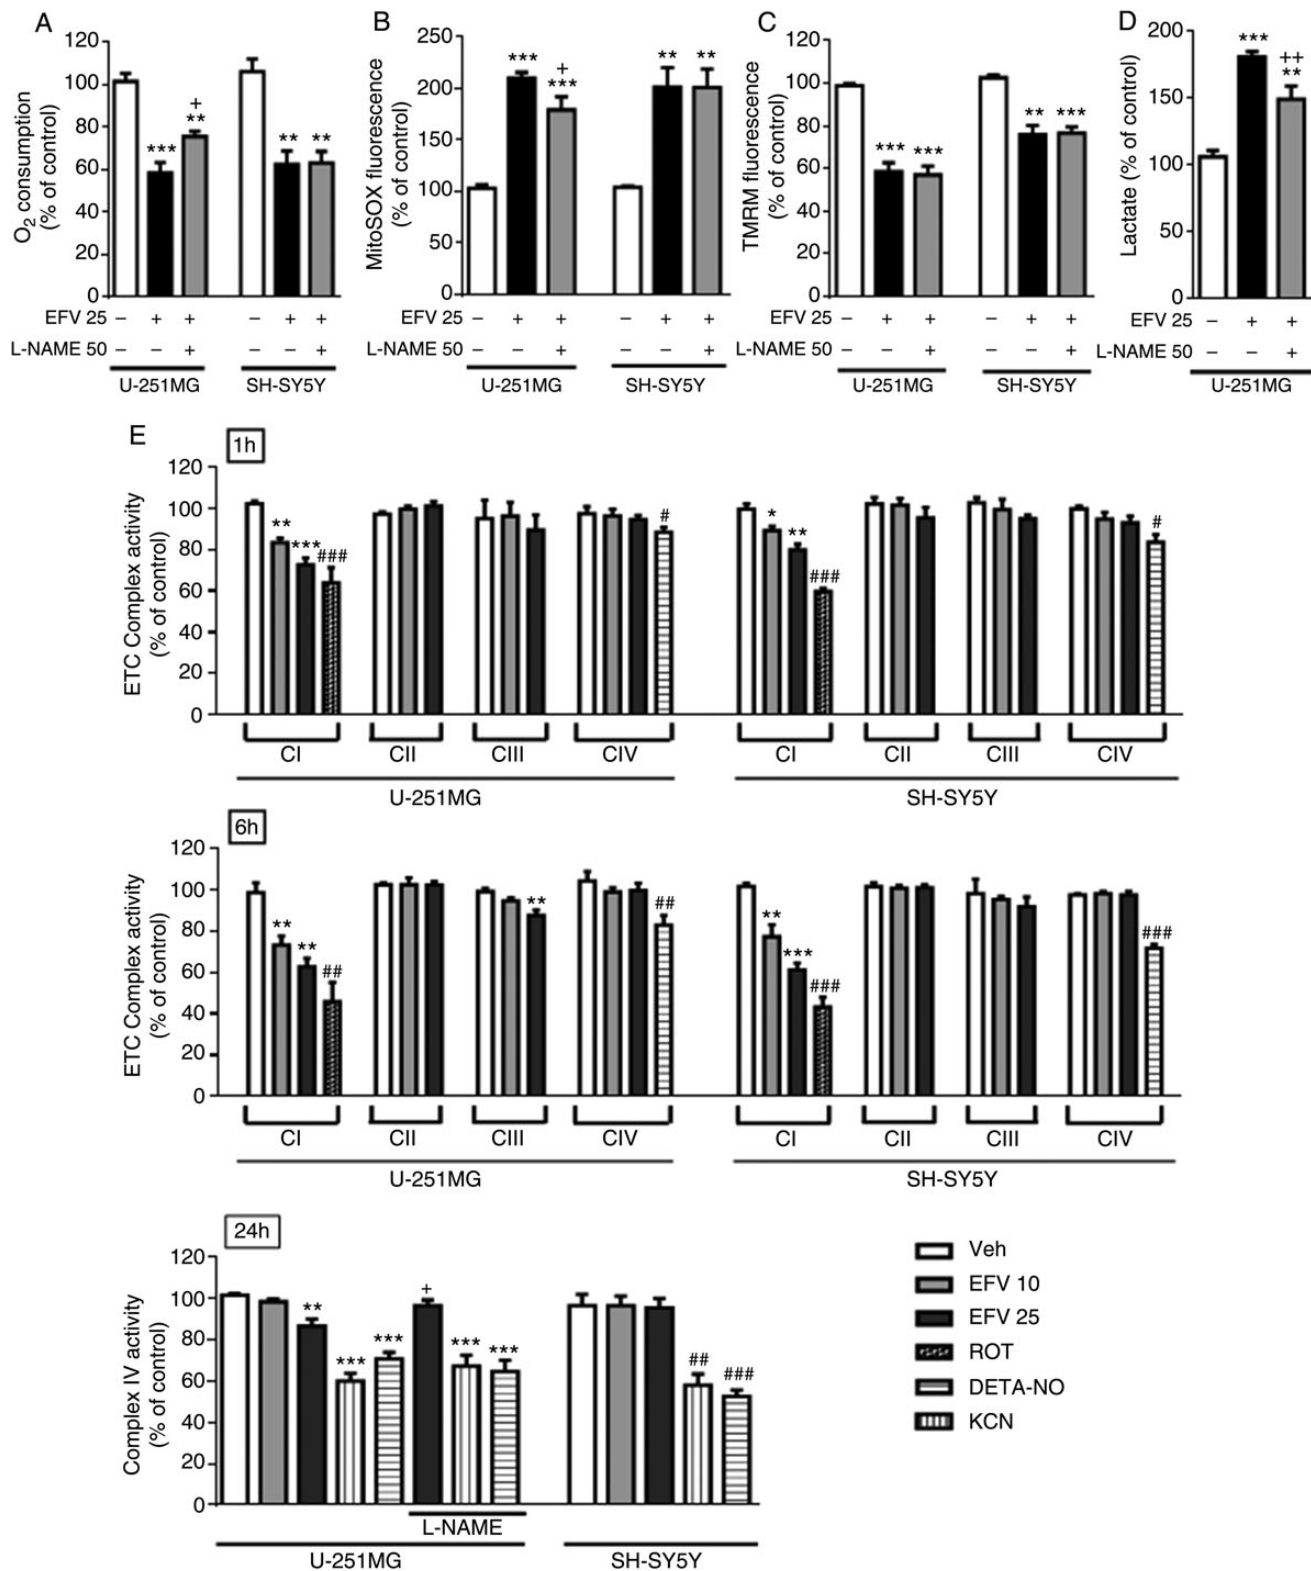 A
O2 consumption
(% of control)
120
100
80
60
40
20
0
***
+
**
**
**
EFV 25 – + + – + +
L-NAME 50 – – + – – +
U-251MG SH-SY5Y
B
MitoSOX fluorescence
(% of control)
250
200
150
100
50
0
***
+
***
**
**
EFV 25 – + + – + +
L-NAME 50 – – + – – +
U-251MG SH-SY5Y
C
TMRM fluorescence
(% of control)
120
100
80
60
40
20
0
***
***
**
***
EFV 25 – + + – + +
L-NAME 50 – – + – – +
U-251MG SH-SY5Y
D
Lactate (% of control)
200
150
100
50
0
***
++
**
EFV 25 – + +
L-NAME 50 – – +
U-251MG
E
1h
ETC Complex activity
(% of control)
120
100
80
60
40
20
0
** *** ### # * ** ### #
CI CII CIII CIV CI CII CIII CIV
U-251MG SH-SY5Y
6h
ETC Complex activity
(% of control)
120
100
80
60
40
20
0
** ** ## ** ## ** *** ### ###
CI CII CIII CIV CI CII CIII CIV
U-251MG SH-SY5Y
24h
Complex IV activity
(% of control)
120
100
80
60
40
20
0
** *** *** + *** *** ## ###
L-NAME
U-251MG SH-SY5Y
Veh
EFV 10
EFV 25
ROT
DETA-NO
KCN